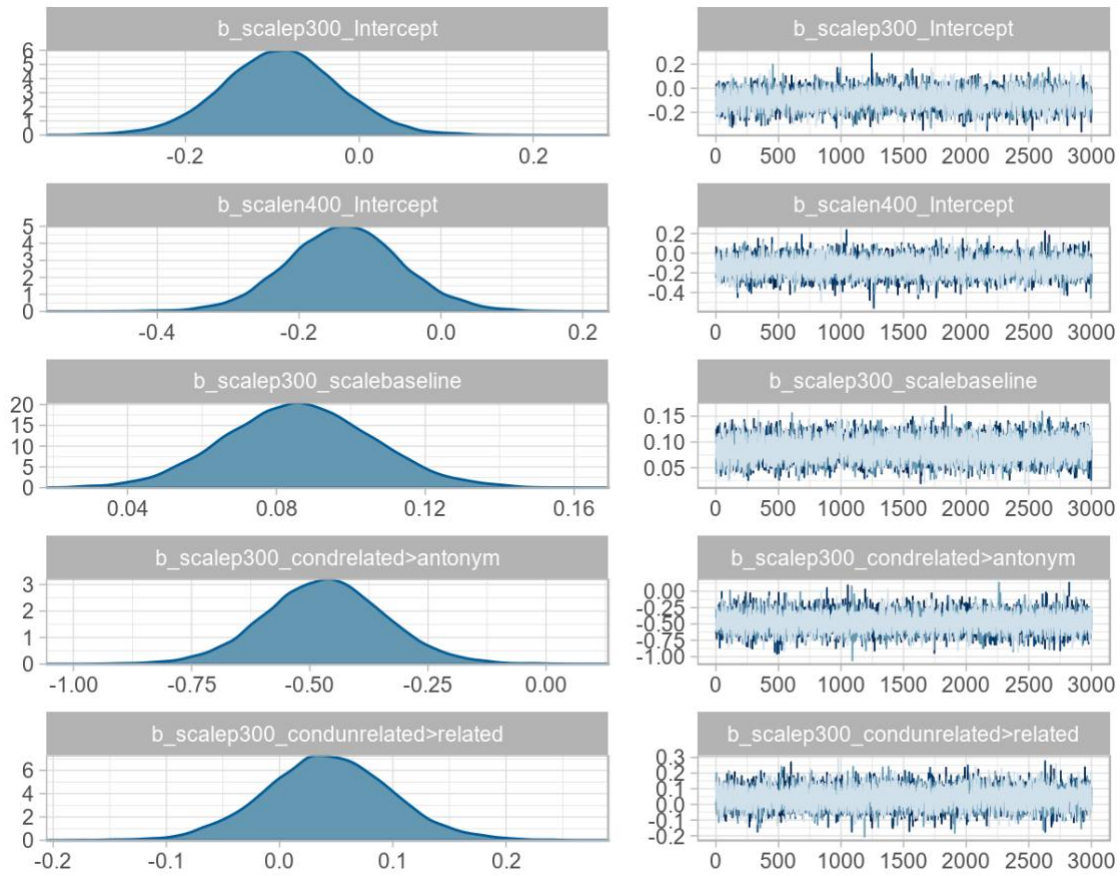 b_scalep300_Intercept
6
5
4
3
2
1
0
-0.2 0.0 0.2
b_scalep300_Intercept
0.2
0.0
-0.2
0 500 1000 1500 2000 2500 3000
b_scalen400_Intercept
5
4
3
2
1
0
-0.4 -0.2 0.0 0.2
b_scalen400_Intercept
0.2
0.0
-0.2
-0.4
0 500 1000 1500 2000 2500 3000
b_scalep300_scalebaseline
20
15
10
5
0
0.04 0.08 0.12 0.16
b_scalep300_scalebaseline
0.15
0.10
0.05
0 500 1000 1500 2000 2500 3000
b_scalep300_condrelated>antonym
3
2
1
0
-1.00 -0.75 -0.50 -0.25 0.00
b_scalep300_condrelated>antonym
0.00
-0.25
-0.50
-0.75
-1.00
0 500 1000 1500 2000 2500 3000
b_scalep300_condunrelated>related
6
4
2
0
-0.2 -0.1 0.0 0.1 0.2
b_scalep300_condunrelated>related
0.3
0.2
0.1
0.0
-0.1
-0.2
0 500 1000 1500 2000 2500 3000